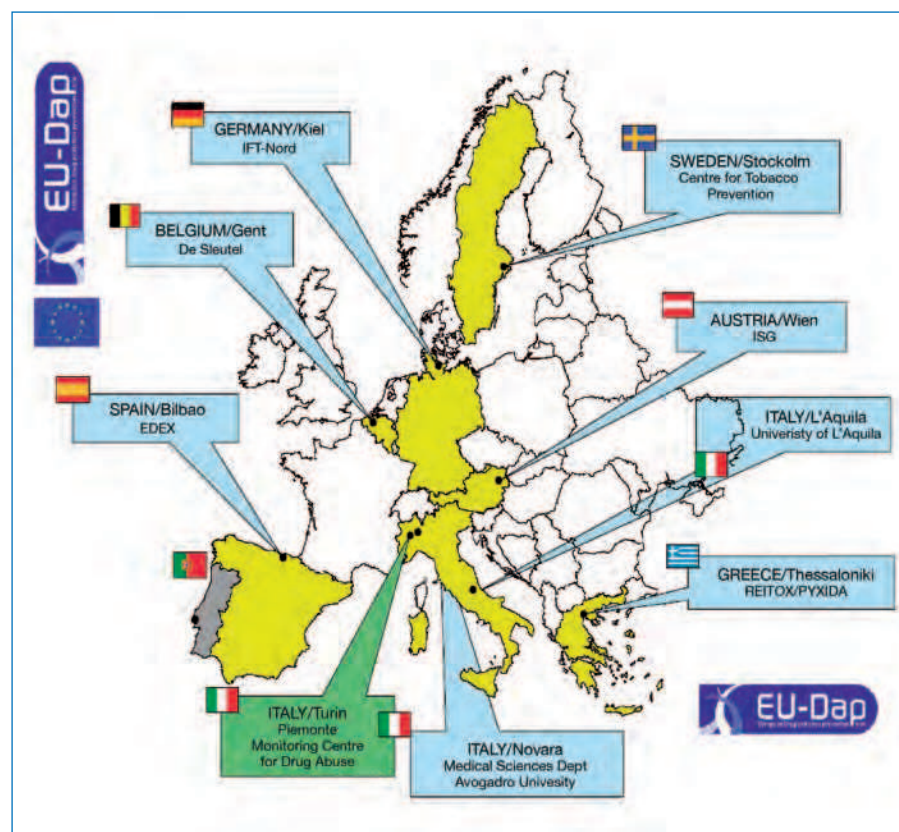 EU-Dap
GERMANY/Kiel
IFT-Nord
SWEDEN/Stockolm
Centre for Tobacco
Prevention
BELGIUM/Gent
De Sleutel
AUSTRIA/Wien
ISG
SPAIN/Bilbao
EDEX
ITALY/L'Aquila
Univeristy of L'Aquila
GREECE/Thessaloniki
REITOX/PYXIDA
ITALY/Turin
Piemonte
Monitoring Centre
for Drug Abuse
ITALY/Novara
Medical Sciences Dept
Avogadro Univesity
EU-Dap